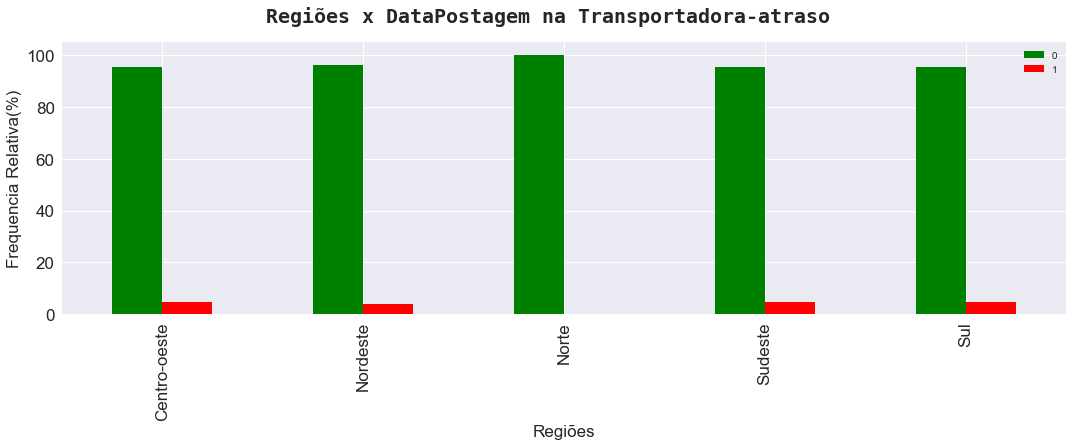 Regiões x DataPostagem na Transportadora-atraso
Frequencia Relativa(%)
100
80
60
40
20
0
0
1
Centro-oeste
Nordeste
Norte
Sudeste
Sul
Regiões